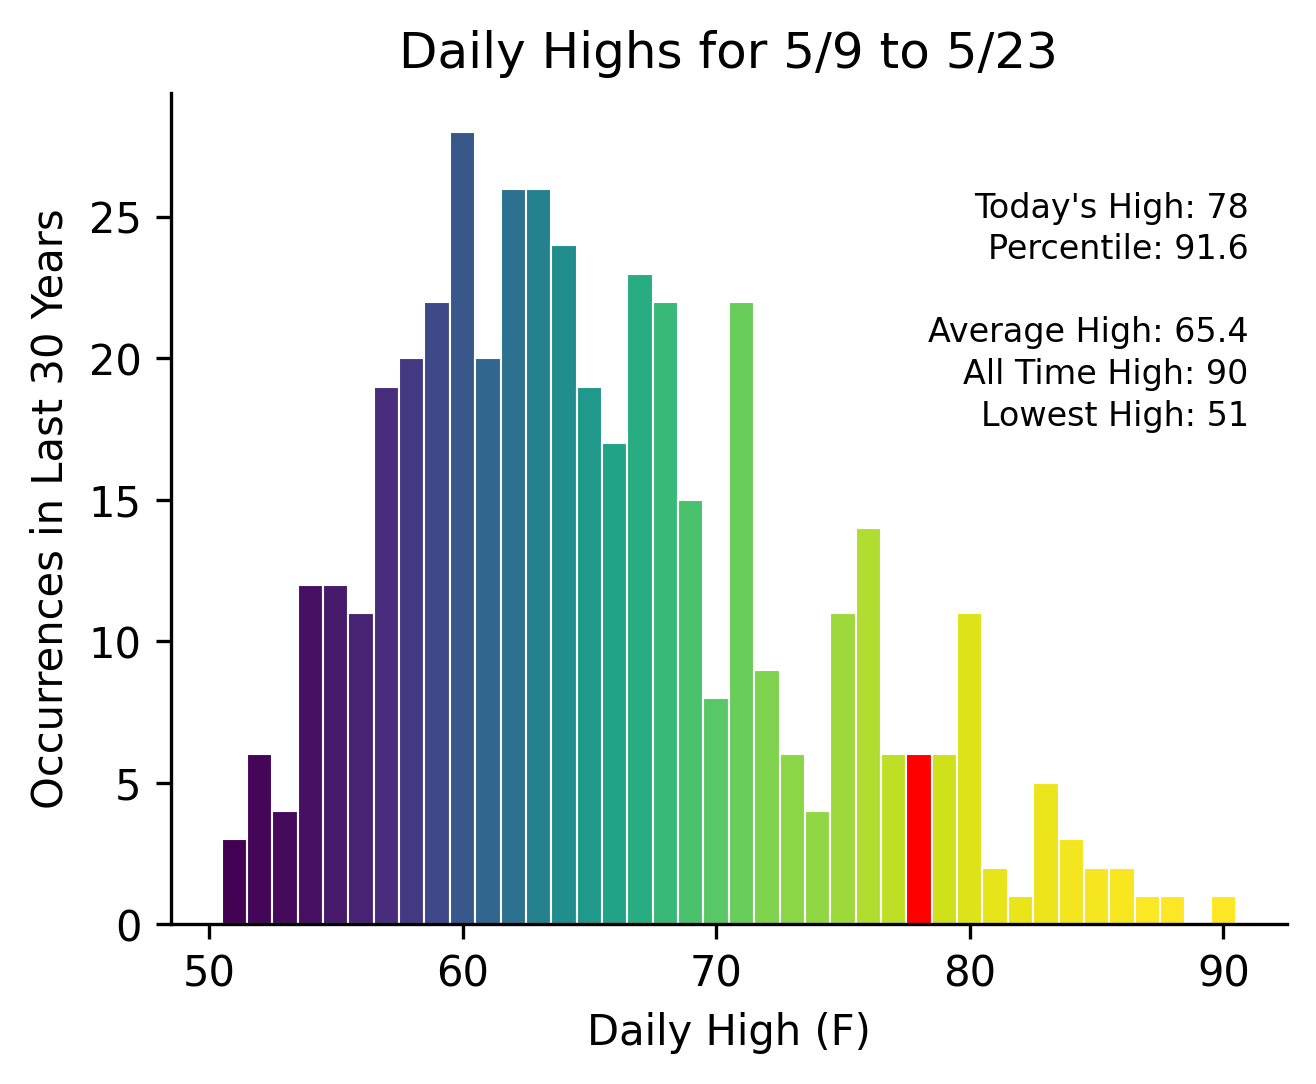 Daily Highs for 5/9 to 5/23
Occurrences in Last 30 Years
25
20
15
10
5
0
Today's High: 78
Percentile: 91.6
Average High: 65.4
All Time High: 90
Lowest High: 51
50 60 70 80 90
Daily High (F)